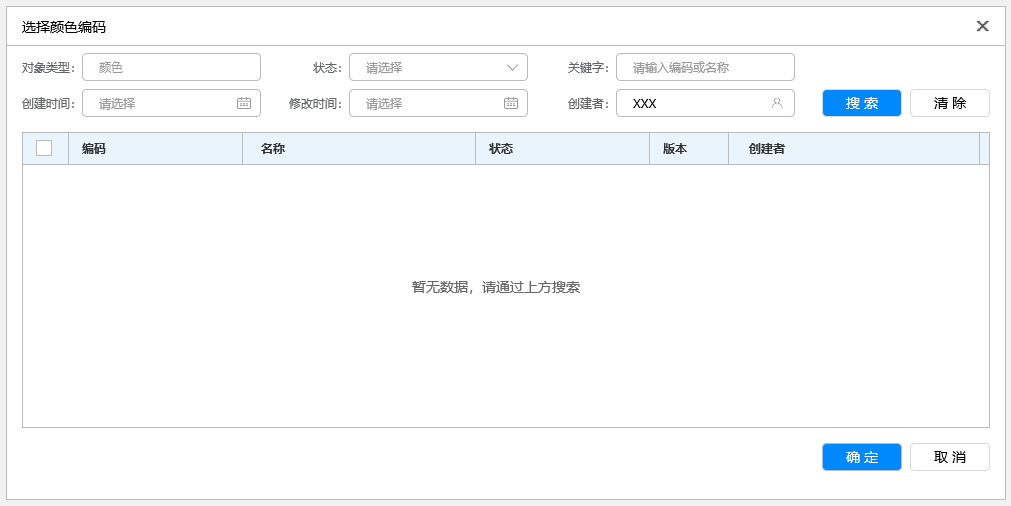 选择颜色编码
对象类型: 颜色 状态: 请选择 关键字: 请输入编码或名称
创建时间: 请选择 修改时间: 请选择 创建者: XXX 搜 索 清 除
编码 名称 状态 版本 创建者
暂无数据，请通过上方搜索
确 定 取 消